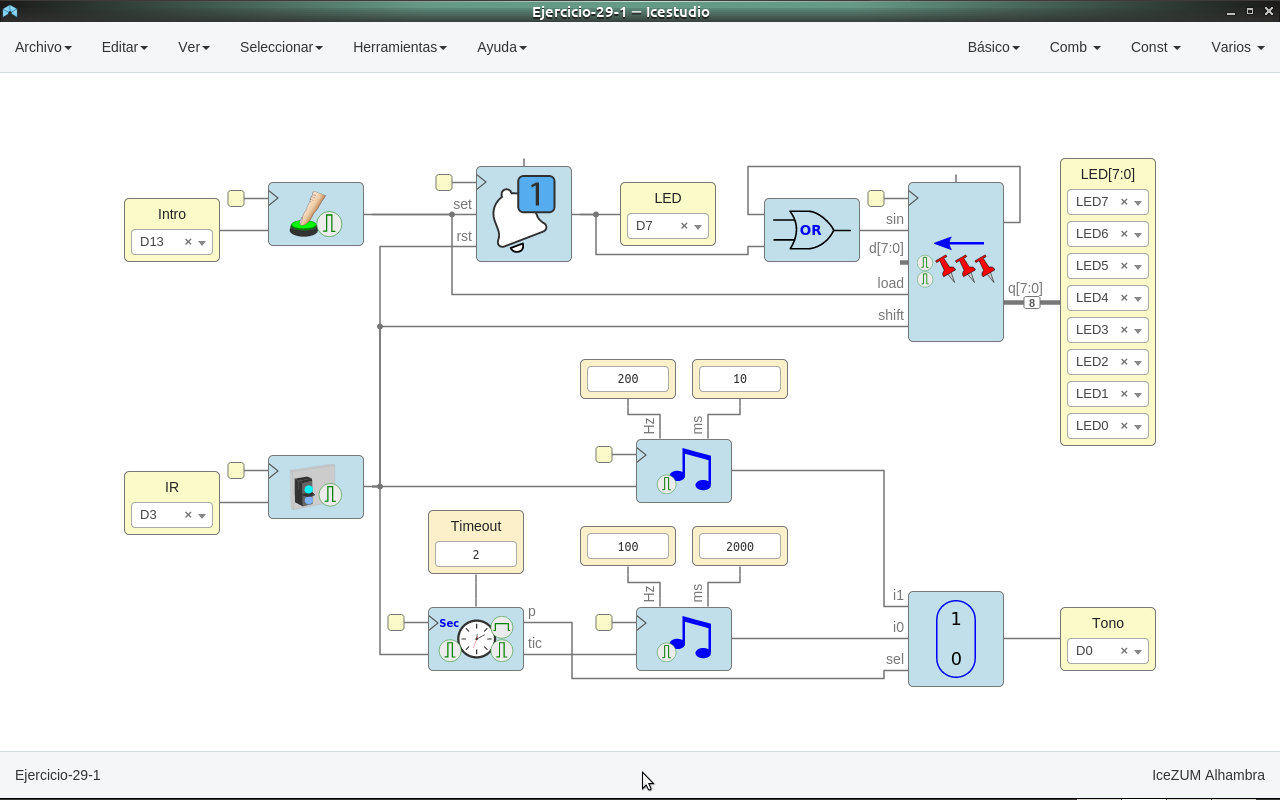 Ejercicio-29-1 – Icestudio
Archivo Editar Ver Seleccionar Herramientas Ayuda Básico Comb Const Varios
Intro
D13 ×
1
set
rst
LED
D7 ×
OR
sin
d[7:0]
load
shift
q[7:0]
8
LED[7:0]
LED7 ×
LED6 ×
LED5 ×
LED4 ×
LED3 ×
LED2 ×
LED1 ×
LED0 ×
200
10
Hz
ms
IR
D3 ×
Timeout
2
100
2000
Hz
ms
Sec
p
tic
i1
i0
sel
1
0
Tono
D0 ×
Ejercicio-29-1
IceZUM Alhambra